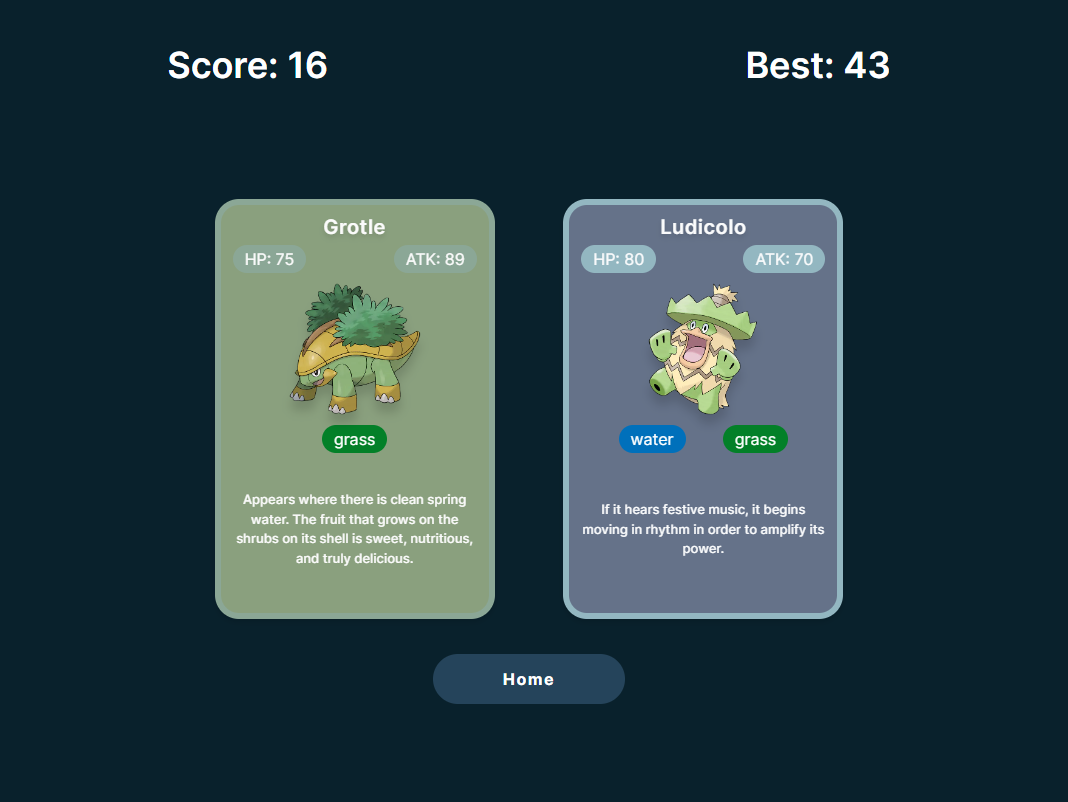 Score: 16
Best: 43
Grotle
HP: 75
ATK: 89
grass
Appears where there is clean spring
water. The fruit that grows on the
shrubs on its shell is sweet, nutritious,
and truly delicious.
Ludicolo
HP: 80
ATK: 70
water
grass
If it hears festive music, it begins
moving in rhythm in order to amplify its
power.
Home